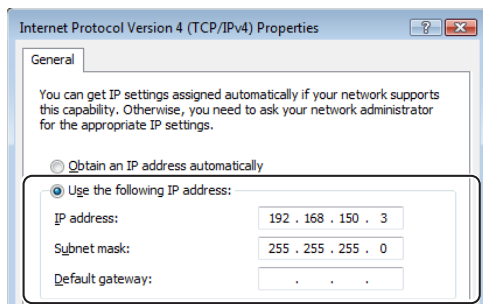 Internet Protocol Version 4 (TCP/IPv4) Properties
General
You can get IP settings assigned automatically if your network supports
this capability. Otherwise, you need to ask your network administrator
for the appropriate IP settings.
Obtain an IP address automatically
Use the following IP address:
IP address: 192 . 168 . 150 . 3
Subnet mask: 255 . 255 . 255 . 0
Default gateway: . . .